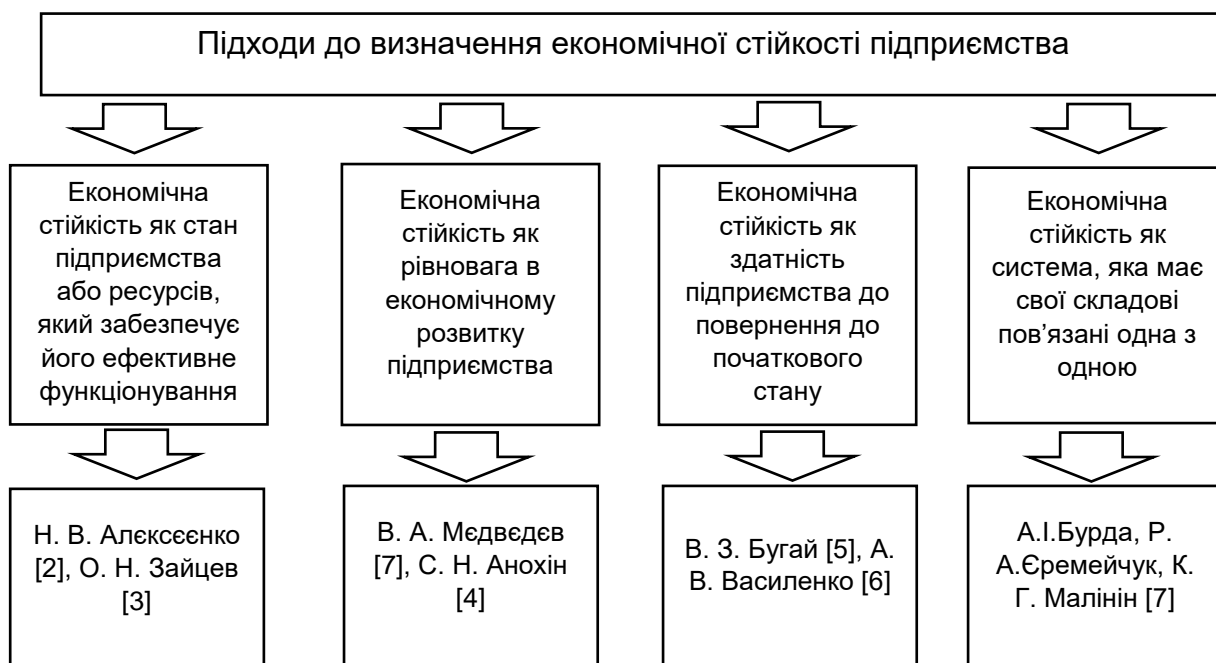 Підходи до визначення економічної стійкості підприємства
Економічна
стійкість як стан
підприємства
або ресурсів,
який забезпечує
його ефективне
функціонування
Економічна
стійкість як
рівновага в
економічному
розвитку
підприємства
Економічна
стійкість як
здатність
підприємства до
повернення до
початкового
стану
Економічна
стійкість як
система, яка має
свої складові
пов’язані одна з
одною
Н. В. Алєксєєнко
[2], О. Н. Зайцев
[3]
В. А. Мєдвєдєв
[7], С. Н. Анохін
[4]
В. З. Бугай [5], А.
В. Василенко [6]
А.І.Бурда, Р.
А.Єремейчук, К.
Г. Малінін [7]